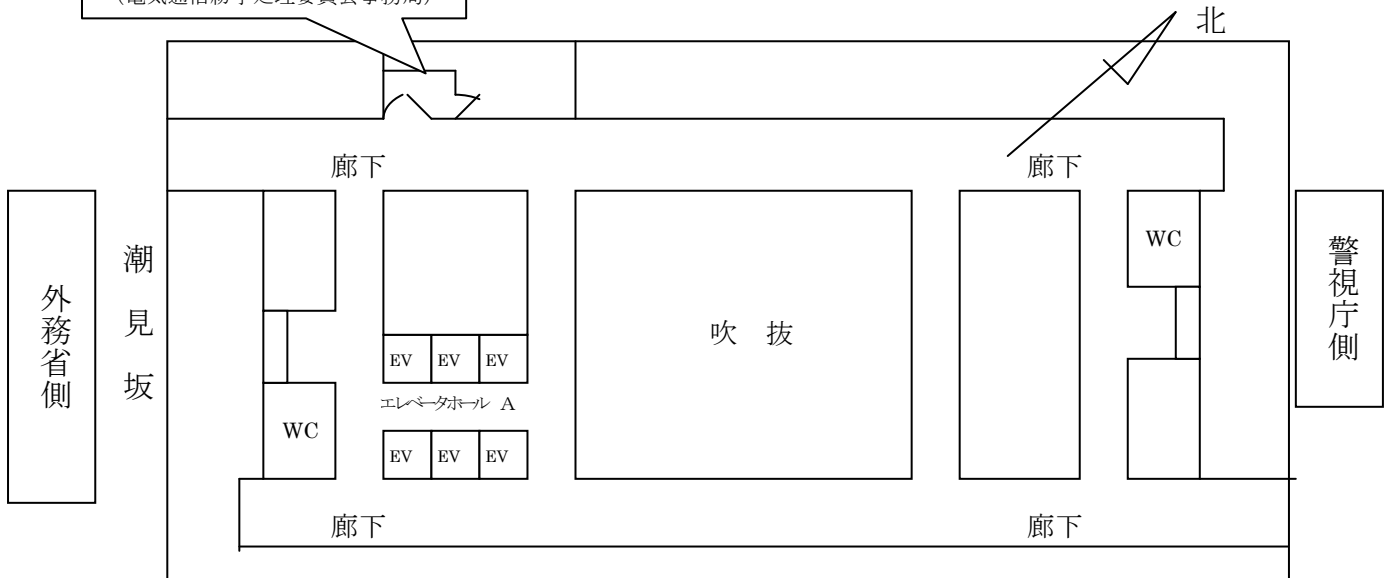 (電気通信紛争処理委員会事務局)
北
廊下
廊下
外務省側
潮見坂
WC
警視庁側
吹 抜
EV EV EV
エレベータホール A
WC
EV EV EV
廊下
廊下